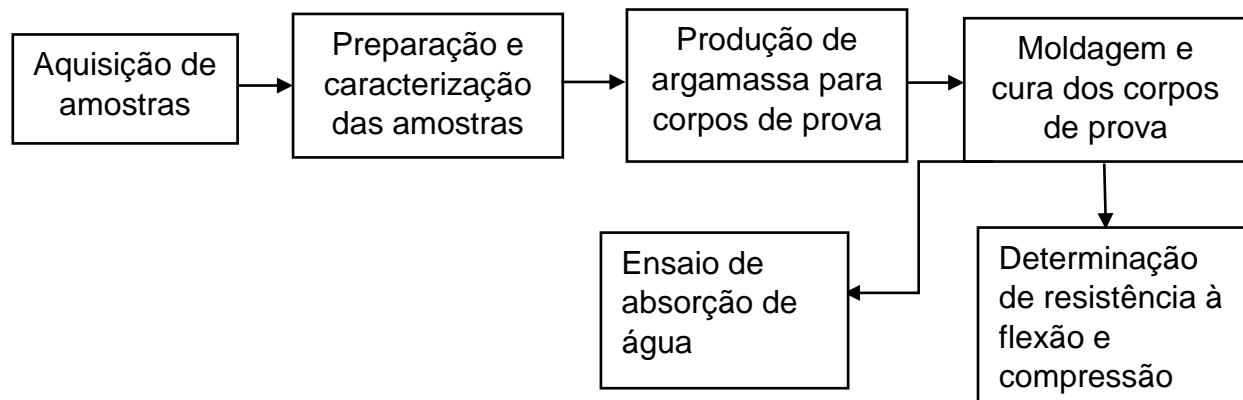 Aquisição de
amostras
Preparação e
caracterização
das amostras
Produção de
argamassa para
corpos de prova
Moldagem e
cura dos corpos
de prova
Ensaio de
absorção de
água
Determinação
de resistência à
flexão e
compressão